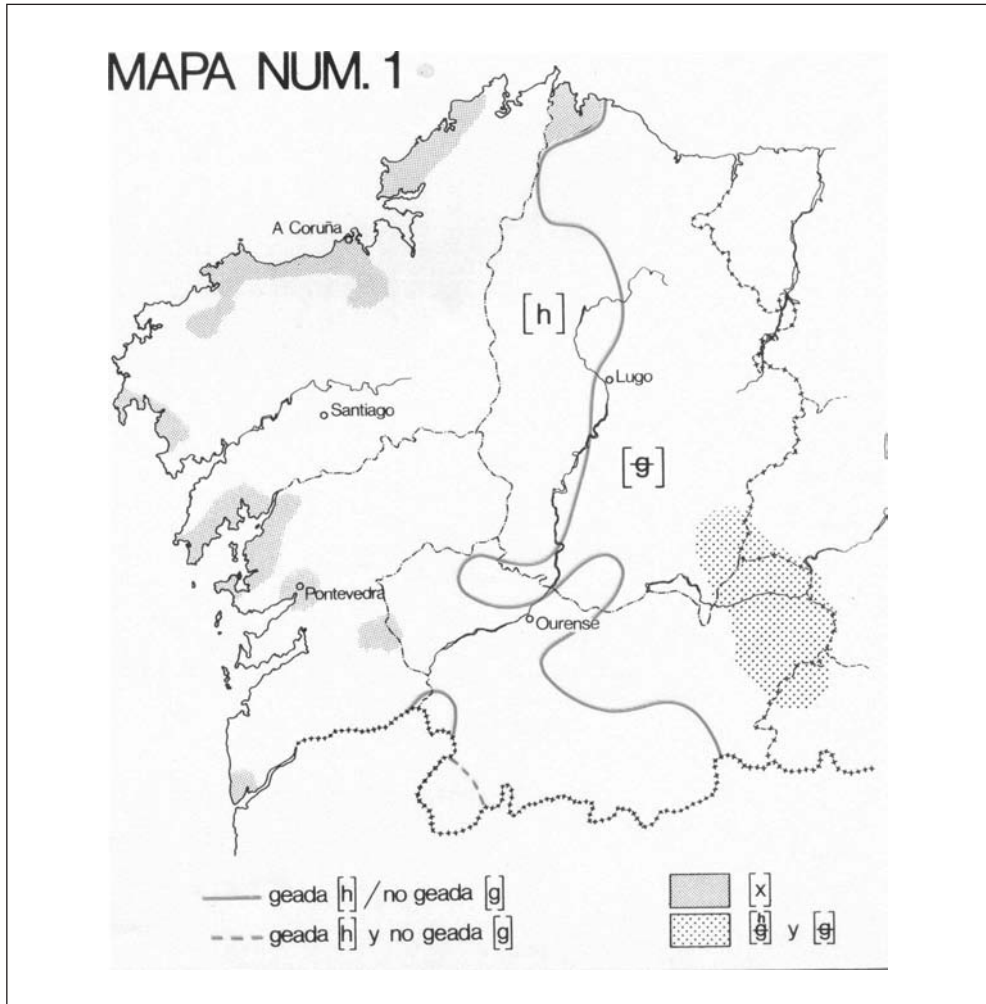 MAPA NUM. 1
A Coruña
[h]
Lugo
Santiago
[g]
Pontevedra
Ourense
geada [h] / no geada [g]
geada [h] y no geada [g]
[x]
y [g]